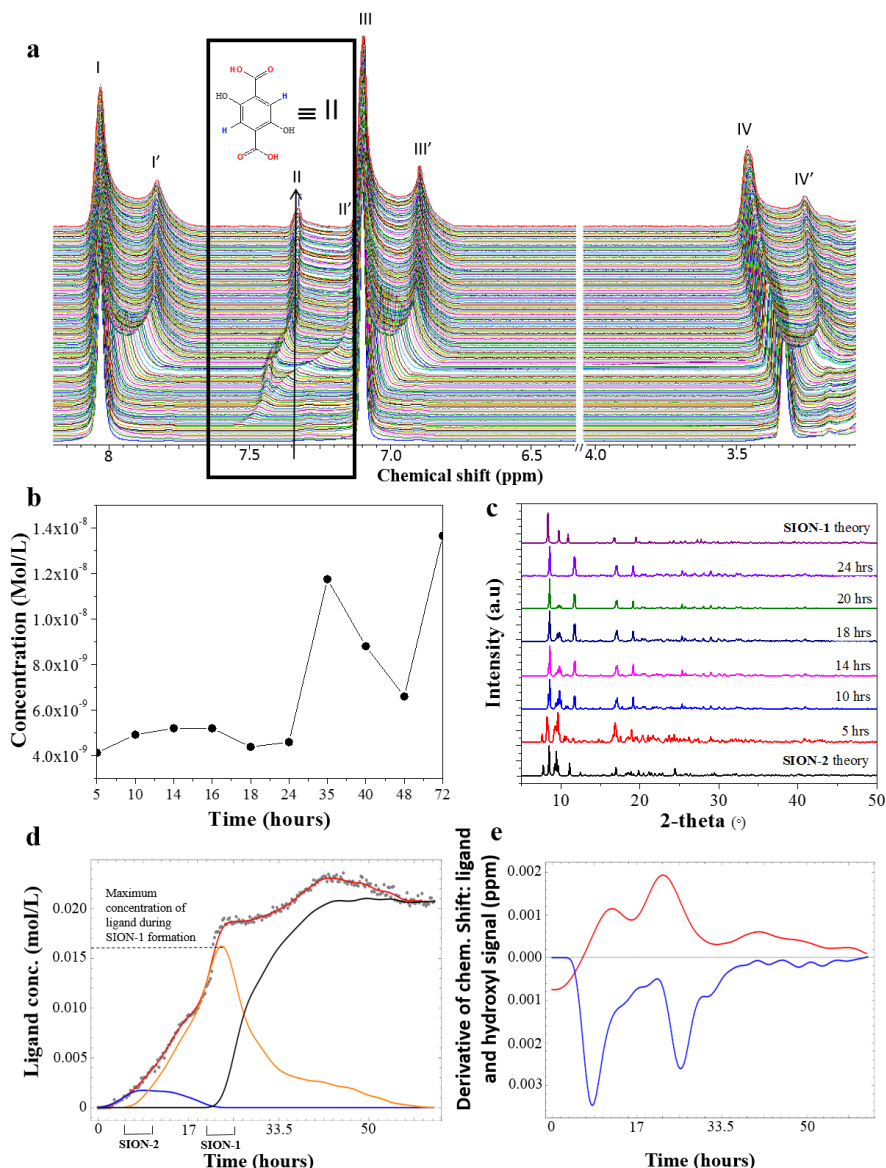 a
I
I'
HO
O
HO
H
H
OH
O
OH
≡ II
II
II'
III
III'
IV
IV'
8
7.5
7.0
6.5
//
4.0
3.5
Chemical shift (ppm)
b
Concentration (Mol/L)
1.4x10⁻⁸
1.2x10⁻⁸
1.0x10⁻⁸
8.0x10⁻⁹
6.0x10⁻⁹
4.0x10⁻⁹
5 10 14 16 18 24 35 40 48 72
Time (hours)
c
Intensity (a.u)
SION-1 theory
24 hrs
20 hrs
18 hrs
14 hrs
10 hrs
5 hrs
SION-2 theory
10 20 30 40 50
2-theta (°)
d
Ligand conc. (mol/L)
Maximum
concentration of
ligand during
SION-1 formation
0.020
0.015
0.010
0.005
0
0 17 33.5 50
SION-2 SION-1
Time (hours)
e
Derivative of chem. Shift: ligand
and hydroxyl signal (ppm)
0.002
0.001
0.000
0.001
0.002
0.003
0 17 33.5 50
Time (hours)